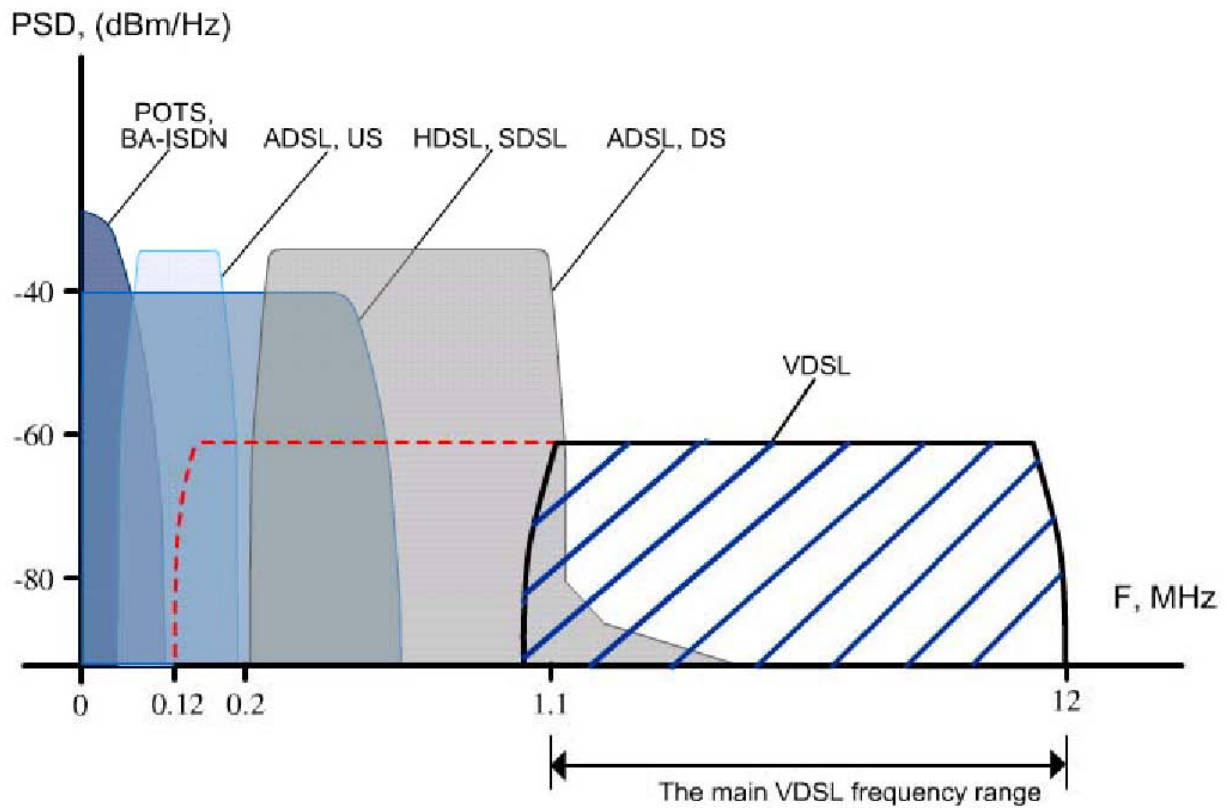 PSD, (dBm/Hz)
POTS,
BA-ISDN
ADSL, US
HDSL, SDSL
ADSL, DS
-40
VDSL
-60
-80
F, MHz
0
0.12
0.2
1.1
12
The main VDSL frequency range